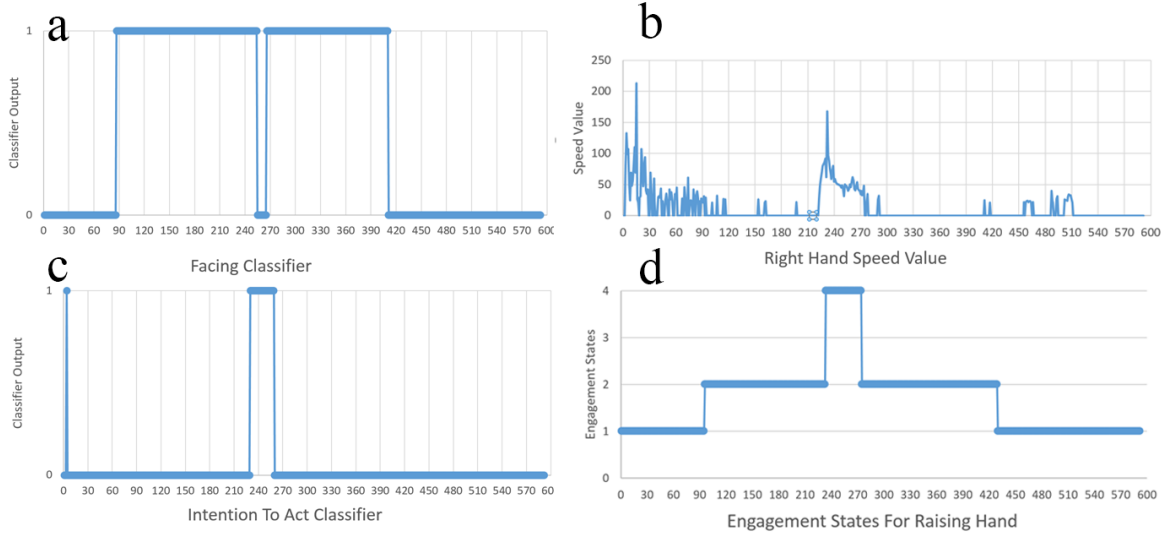 a
1
Classifier Output
0
0 30 60 90 120 150 180 210 240 270 300 330 360 390 420 450 480 510 540 570 60
Facing Classifier
b
250
200
150
100
50
0
Speed Value
0 30 60 90 120 150 180 210 240 270 300 330 360 390 420 450 480 510 540 570 600
Right Hand Speed Value
c
1
Classifier Output
0
0 30 60 90 120 150 180 210 240 270 300 330 360 390 420 450 480 510 540 570 60
Intention To Act Classifier
d
4
3
2
1
0
Engagement States
0 30 60 90 120 150 180 210 240 270 300 330 360 390 420 450 480 510 540 570 600
Engagement States For Raising Hand